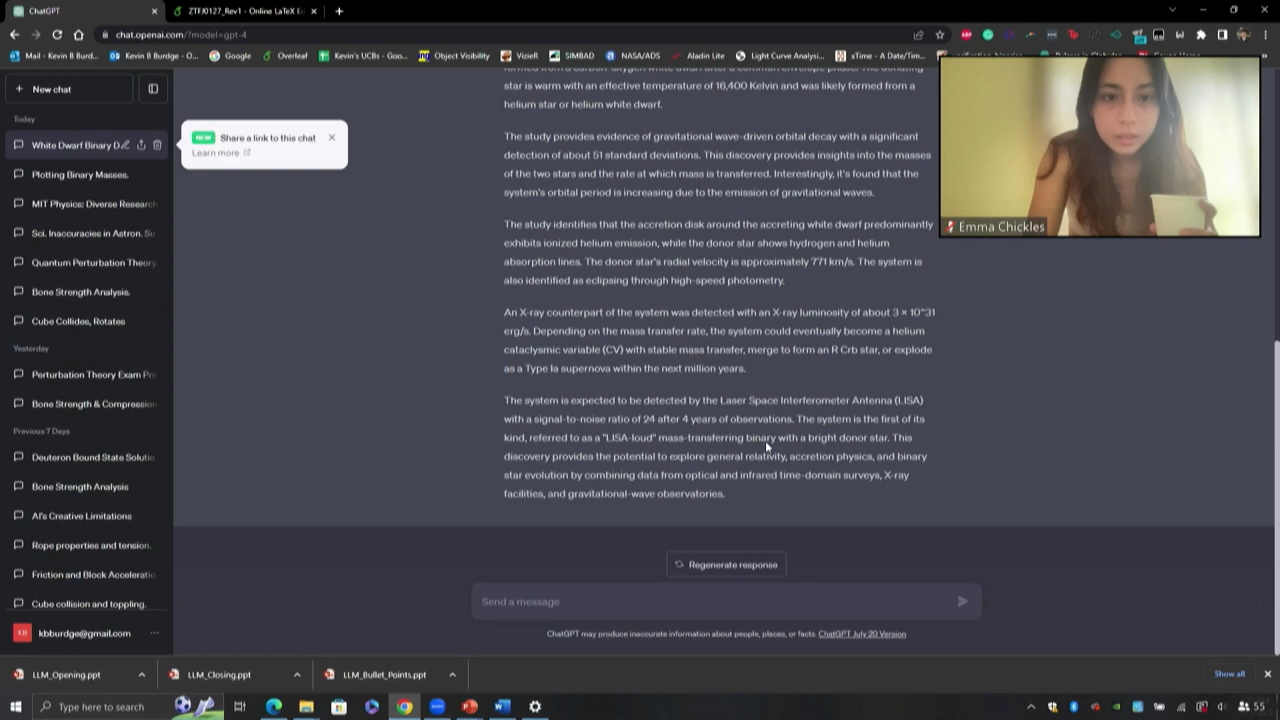 ChatGPT
ZTFJ0127_Rev1 - Online LaTeX Ed
chat.openai.com/?model=gpt-4
Mail - Kevin B Burd...
Kevin B Burdge - O...
Google
Overleaf
Kevin's UCBs - Goo...
Object Visibility
VizieR
SIMBAD
NASA/ADS
Aladin Lite
Light Curve Analysi...
xTime - A Date/Tim...
New chat
Today
White Dwarf Binary D
Plotting Binary Masses.
MIT Physics: Diverse Research
Sci. Inaccuracies in Astron. Su
Quantum Perturbation Theory
Bone Strength Analysis.
Cube Collides, Rotates
Yesterday
Perturbation Theory Exam Pro
Bone Strength & Compression
Previous 7 Days
Deuteron Bound State Solutio
Bone Strength Analysis
AI's Creative Limitations
Rope properties and tension.
Friction and Block Acceleratio
Cube collision and toppling.
KB
kbburdge@gmail.com
NEW Share a link to this chat
Learn more
formed from a carbon-oxygen white dwarf after a common envelope phase. The donating
star is warm with an effective temperature of 16,400 Kelvin and was likely formed from a
helium star or helium white dwarf.
The study provides evidence of gravitational wave-driven orbital decay with a significant
detection of about 51 standard deviations. This discovery provides insights into the masses
of the two stars and the rate at which mass is transferred. Interestingly, it's found that the
system's orbital period is increasing due to the emission of gravitational waves.
The study identifies that the accretion disk around the accreting white dwarf predominantly
exhibits ionized helium emission, while the donor star shows hydrogen and helium
absorption lines. The donor star's radial velocity is approximately 771 km/s. The system is
also identified as eclipsing through high-speed photometry.
An X-ray counterpart of the system was detected with an X-ray luminosity of about 3 × 10^31
erg/s. Depending on the mass transfer rate, the system could eventually become a helium
cataclysmic variable (CV) with stable mass transfer, merge to form an R Crb star, or explode
as a Type Ia supernova within the next million years.
The system is expected to be detected by the Laser Space Interferometer Antenna (LISA)
with a signal-to-noise ratio of 24 after 4 years of observations. The system is the first of its
kind, referred to as a "LISA-loud" mass-transferring binary with a bright donor star. This
discovery provides the potential to explore general relativity, accretion physics, and binary
star evolution by combining data from optical and infrared time-domain surveys, X-ray
facilities, and gravitational-wave observatories.
Regenerate response
Send a message
ChatGPT may produce inaccurate information about people, places, or facts. ChatGPT July 20 Version
Emma Chickles
LLM_Opening.ppt
LLM_Closing.ppt
LLM_Bullet_Points.ppt
Show all
Type here to search
55